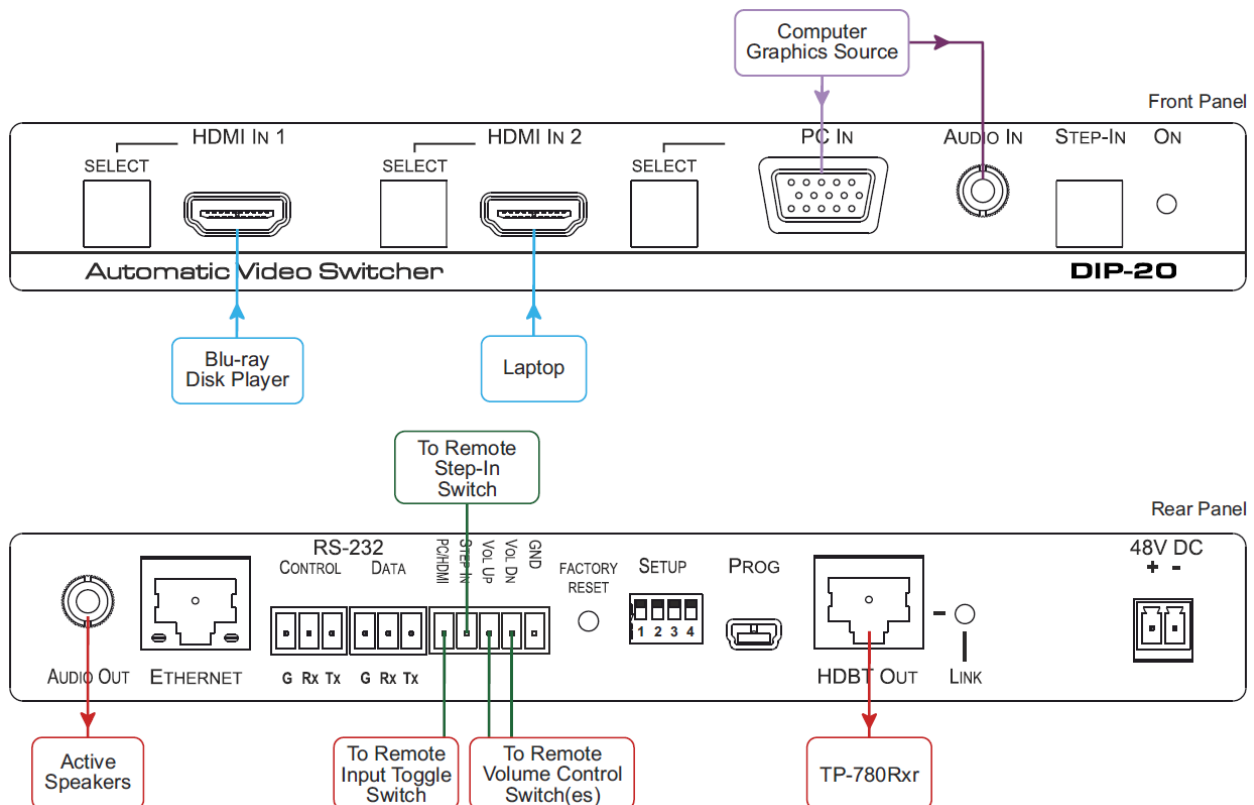 Computer
Graphics Source
Front Panel
HDMI IN 1
HDMI IN 2
PC IN
AUDIO IN
STEP-IN
ON
SELECT
SELECT
SELECT
Automatic Video Switcher
DIP-20
Blu-ray
Disk Player
Laptop
To Remote
Step-In
Switch
Rear Panel
RS-232
CONTROL
DATA
PC/HDMI
STEP IN
VOL UP
VOL DN
GND
FACTORY
RESET
SETUP
PROG
48V DC
+ -
1 2 3 4
AUDIO OUT
ETHERNET
G Rx Tx
G Rx Tx
HDBT OUT
LINK
Active
Speakers
To Remote
Input Toggle
Switch
To Remote
Volume Control
Switch(es)
TP-780Rxr